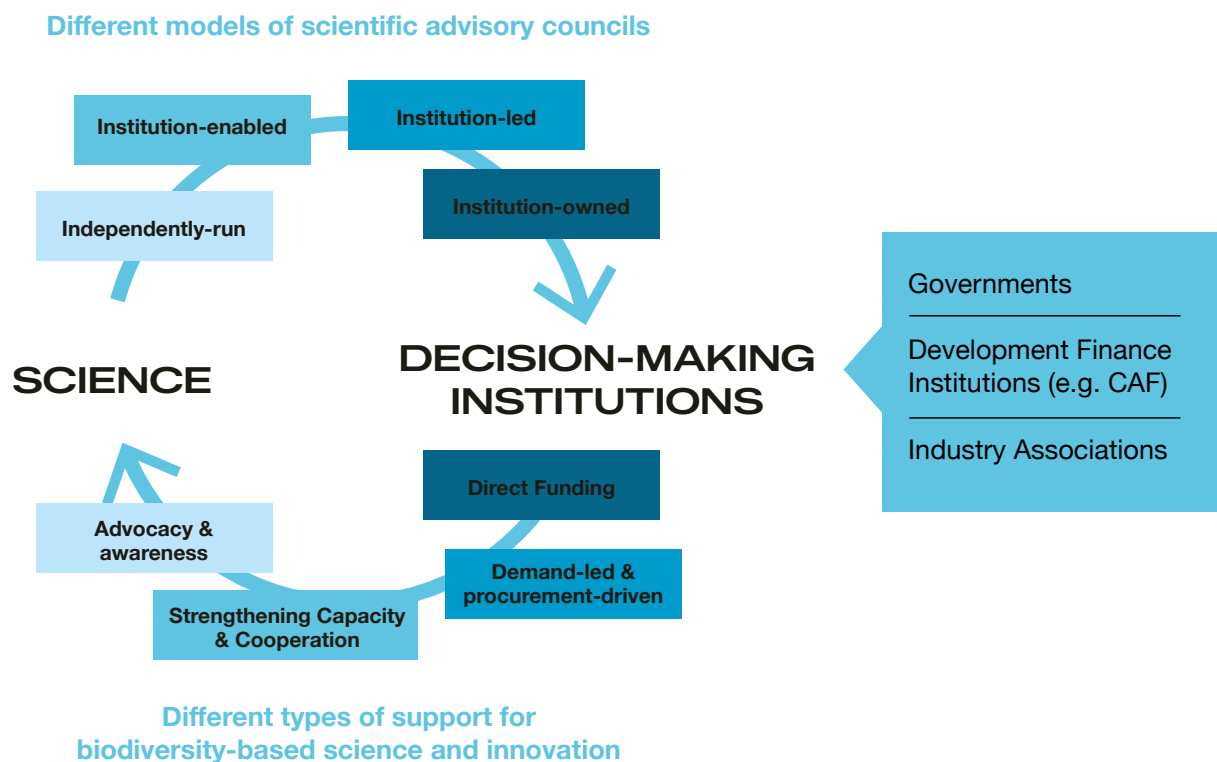 Different models of scientific advisory councils
Institution-enabled
Institution-led
Independently-run
Institution-owned
SCIENCE
DECISION-MAKING
INSTITUTIONS
Governments
Development Finance
Institutions (e.g. CAF)
Industry Associations
Direct Funding
Advocacy &
awareness
Demand-led &
procurement-driven
Strengthening Capacity
& Cooperation
Different types of support for
biodiversity-based science and innovation